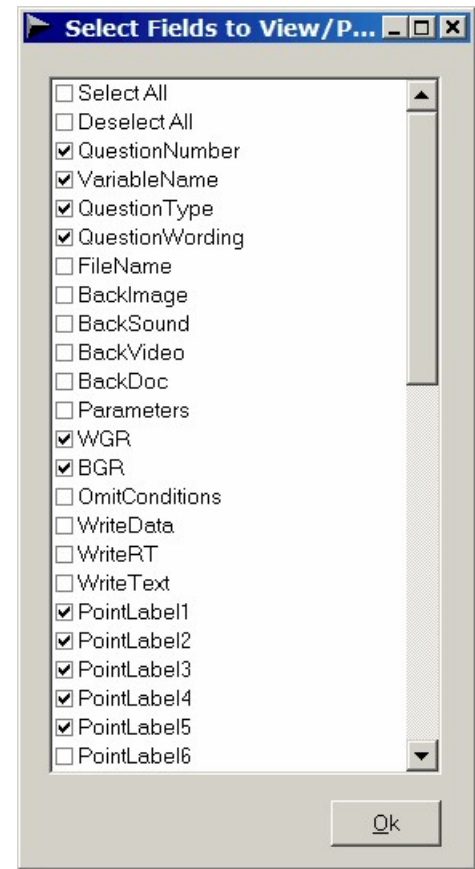 Select Fields to View/P...
Select All
Deselect All
QuestionNumber
VariableName
QuestionType
QuestionWording
FileName
BackImage
BackSound
BackVideo
BackDoc
Parameters
WGR
BGR
OmitConditions
WriteData
WriteRT
WriteText
PointLabel1
PointLabel2
PointLabel3
PointLabel4
PointLabel5
PointLabel6
Ok